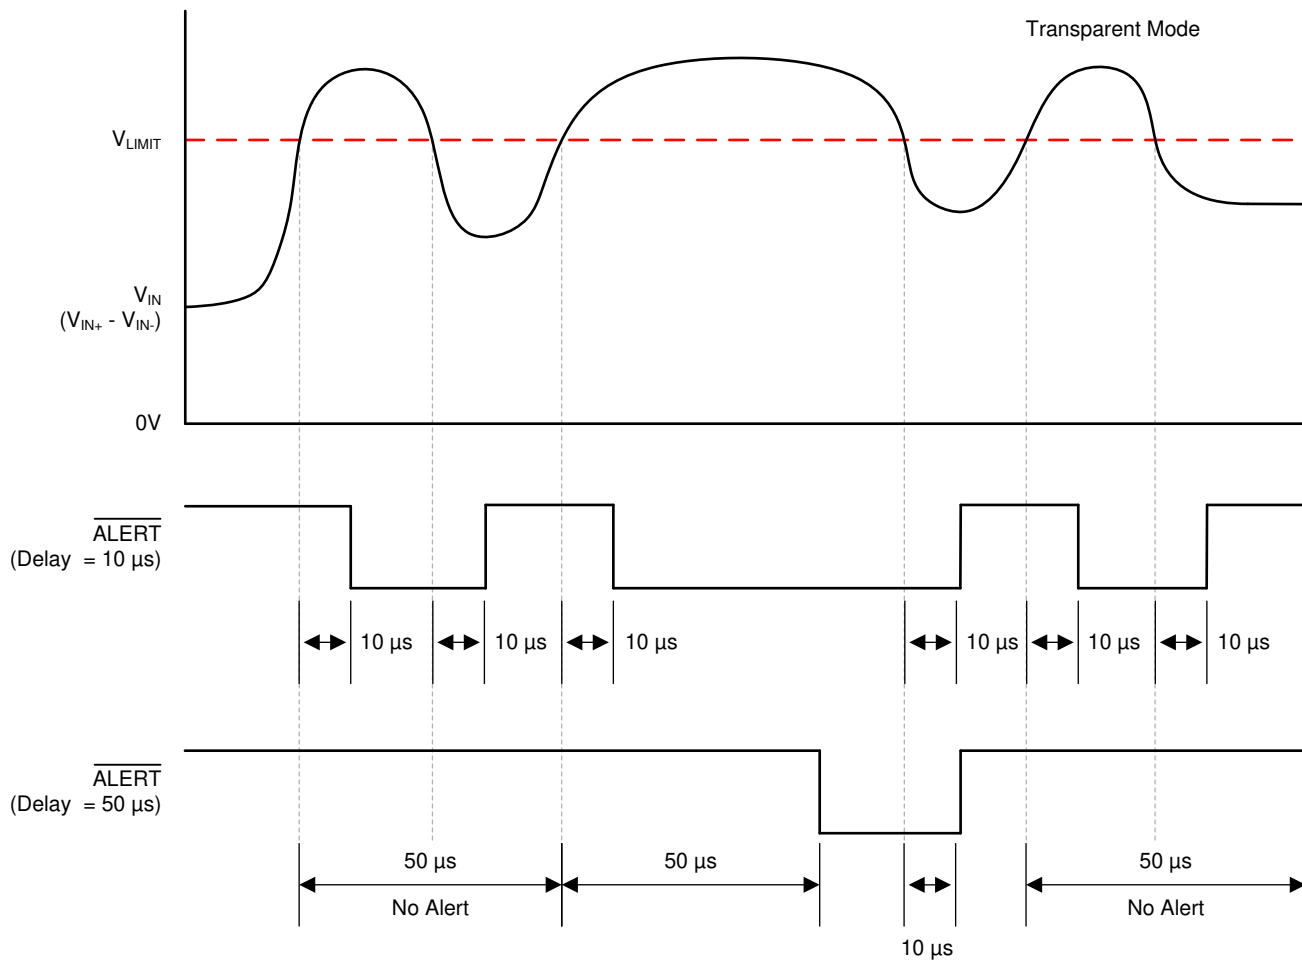 Transparent Mode
VLIMIT
VIN
(VIN+ - VIN-)
0V
ALERT
(Delay = 10 µs)
10 µs
10 µs
10 µs
10 µs
10 µs
10 µs
ALERT
(Delay = 50 µs)
50 µs
50 µs
50 µs
No Alert
No Alert
10 µs